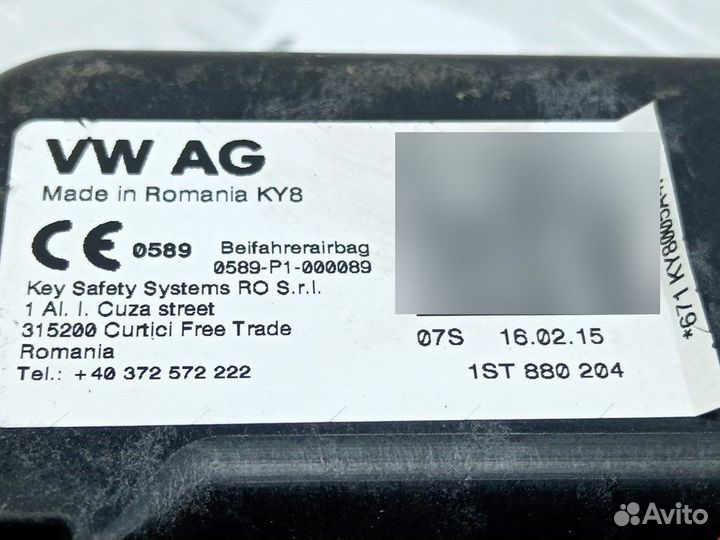 VW AG
Made in Romania KY8
CE 0589 Beifahrerairbag
0589-P1-000089
Key Safety Systems RO S.r.l.
1 Al. I. Cuza street
315200 Curtici Free Trade
Romania
Tel.: +40 372 572 222
07S 16.02.15
1ST 880 204
Avito